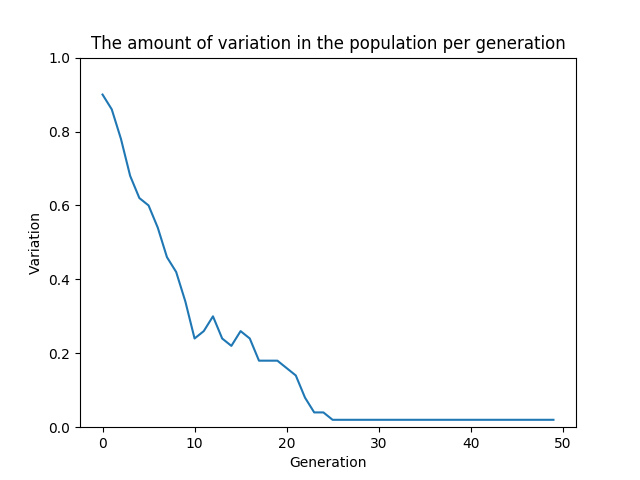 The amount of variation in the population per generation
1.0
0.8
0.6
0.4
0.2
0.0
Variation
0 10 20 30 40 50
Generation